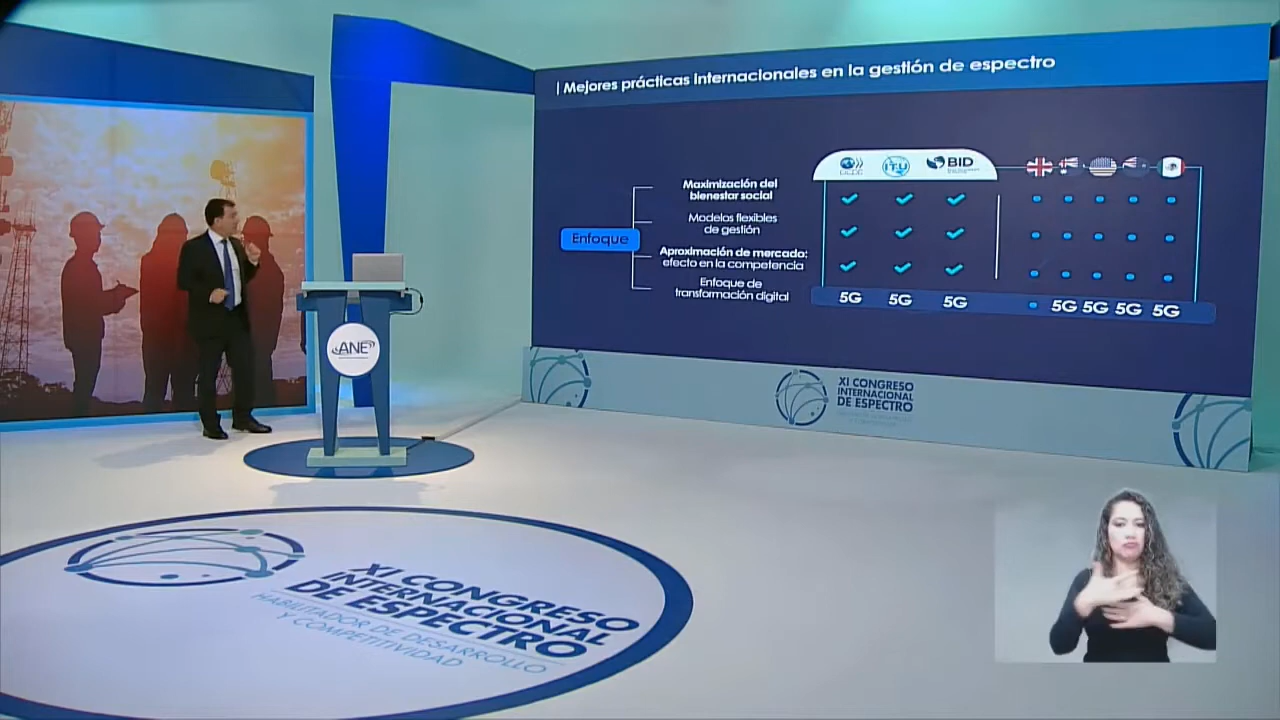 | Mejores prácticas internacionales en la gestión de espectro
OCDE
ITU
BID
Maximización del
bienestar social
Modelos flexibles
de gestión
Enfoque
Aproximación de mercado:
efecto en la competencia
Enfoque de
transformación digital
5G 5G 5G 5G 5G 5G 5G
ANE
XI CONGRESO
INTERNACIONAL
DE ESPECTRO
XI CONGRESO
INTERNACIONAL
DE ESPECTRO
HABILITADOR DE DESARROLLO
Y COMPETITIVIDAD